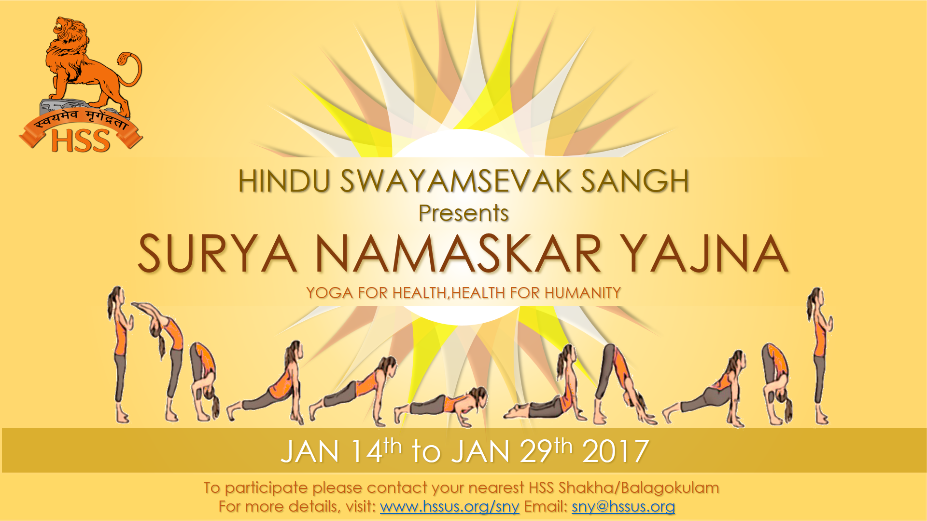 स्वयमेव मृगेंद्रता
HSS
HINDU SWAYAMSEVAK SANGH
Presents
SURYA NAMASKAR YAJNA
YOGA FOR HEALTH,HEALTH FOR HUMANITY
JAN 14th to JAN 29th 2017
To participate please contact your nearest HSS Shakha/Balagokulam
For more details, visit: www.hssus.org/sny Email: sny@hssus.org